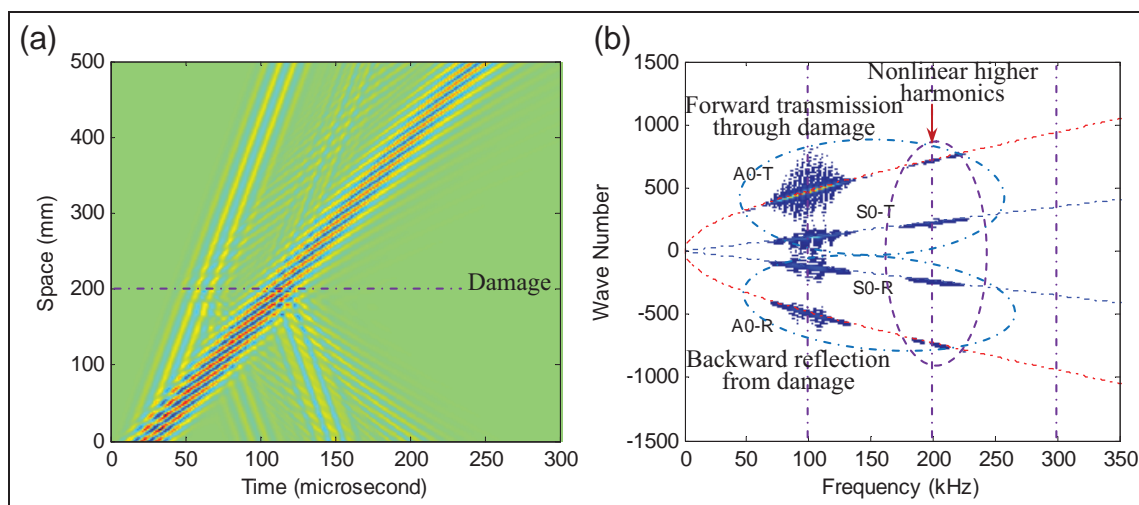 (a)
500
400
300
200
100
0
Space (mm)
Damage
0
50
100
150
200
250
300
Time (microsecond)
(b)
1500
1000
500
0
-500
-1000
-1500
Wave Number
Nonlinear higher
harmonics
Forward transmission
through damage
A0-T
S0-T
S0-R
A0-R
Backward reflection
from damage
0
50
100
150
200
250
300
350
Frequency (kHz)